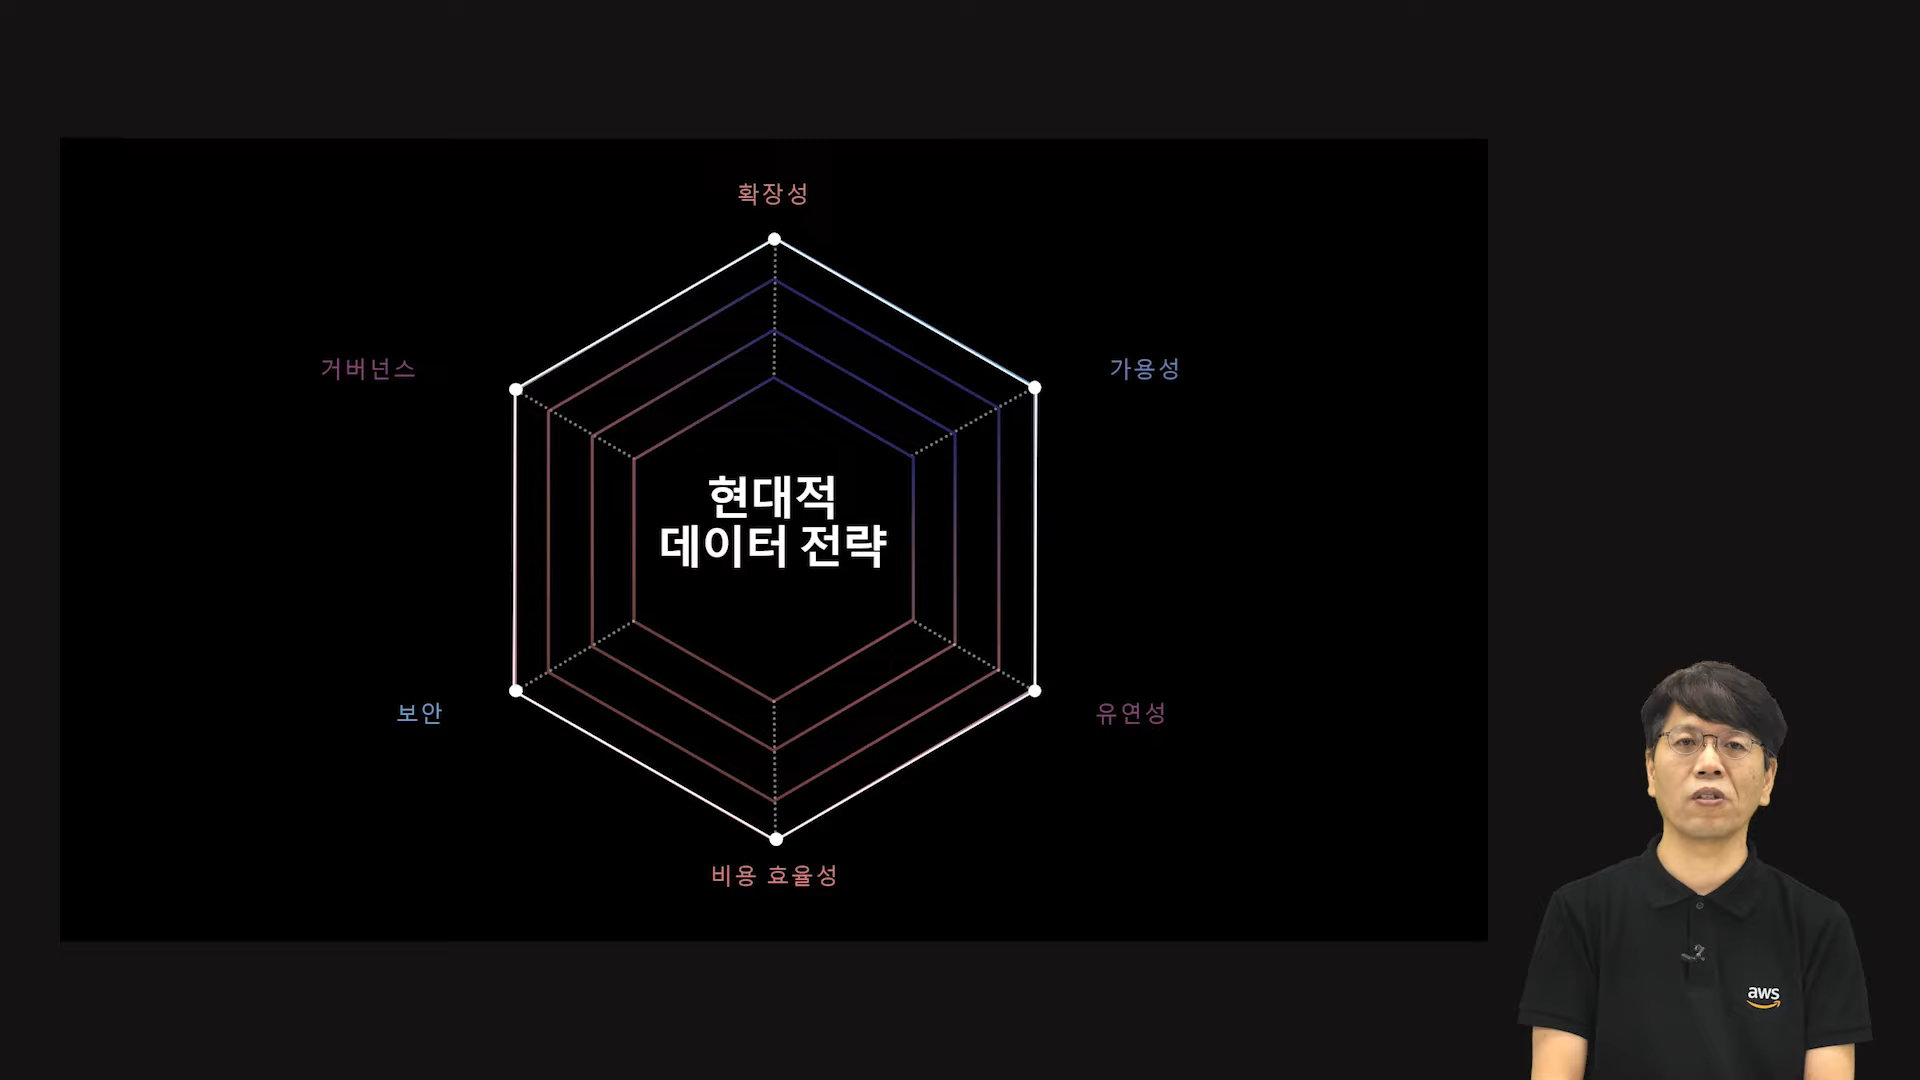 확장성
거버넌스
가용성
현대적
데이터 전략
보안
유연성
비용 효율성
aws